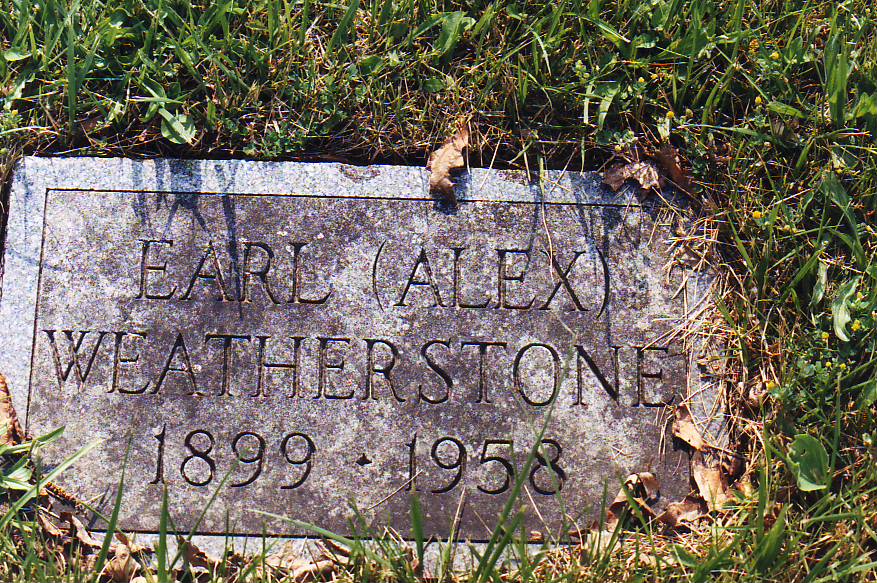 EARL (ALEX)
WEATHERSTONE
1899 · 1958